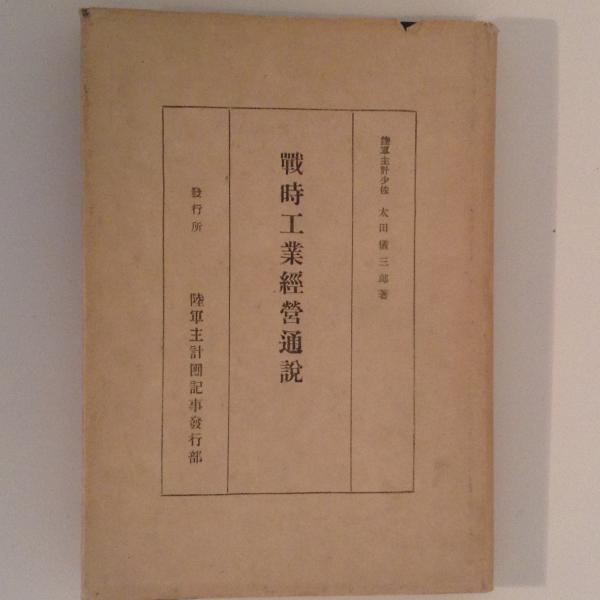 陸軍主計少佐 太田儀三郎著
戰時工業經營通說
發行所 陸軍主計團記事發行部